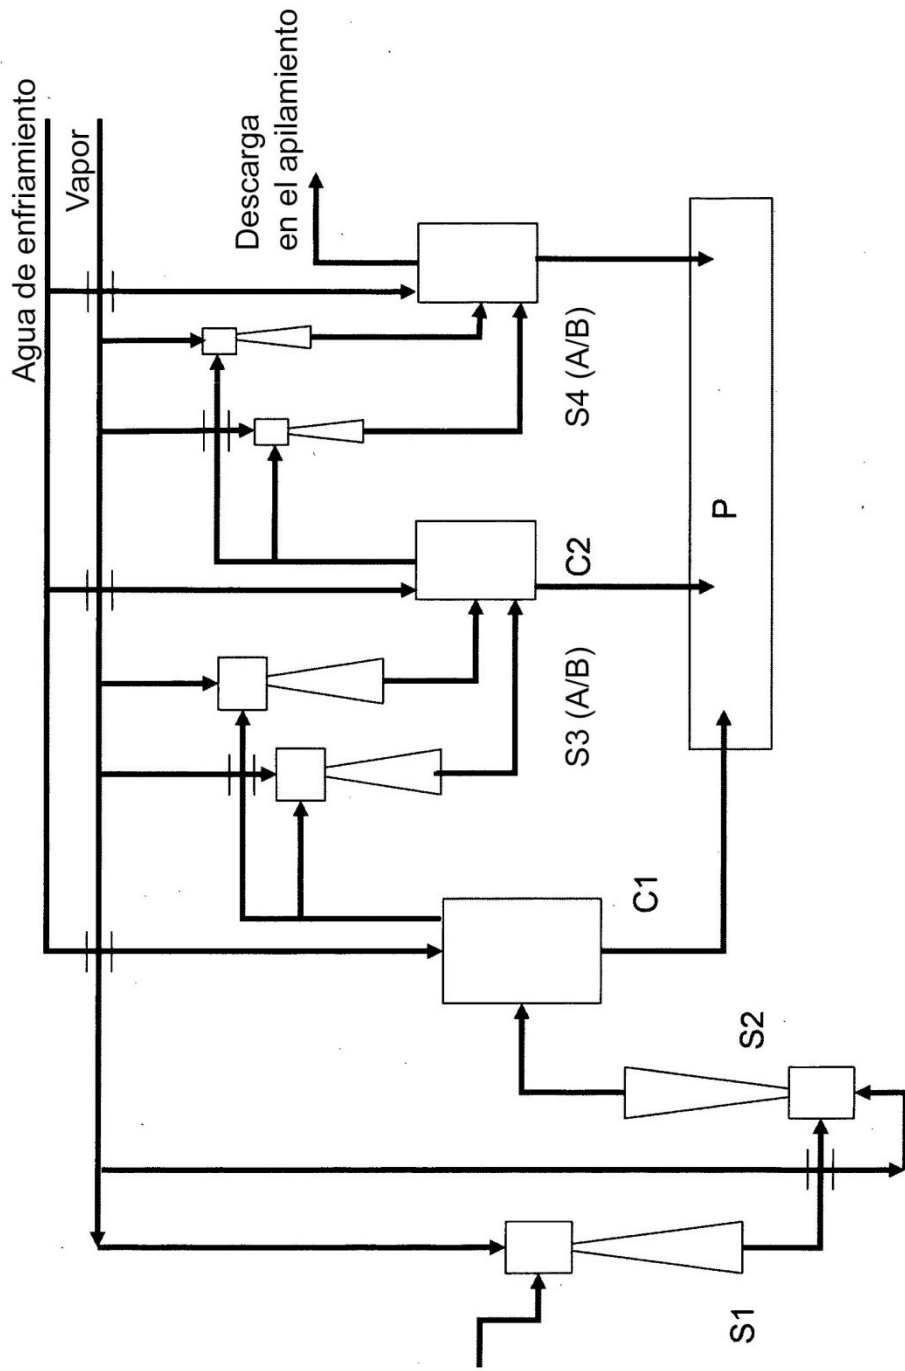 Agua de enfriamiento
Vapor
Descarga
en el apilamiento
S4 (A/B)
C2
P
S3 (A/B)
C1
S2
S1